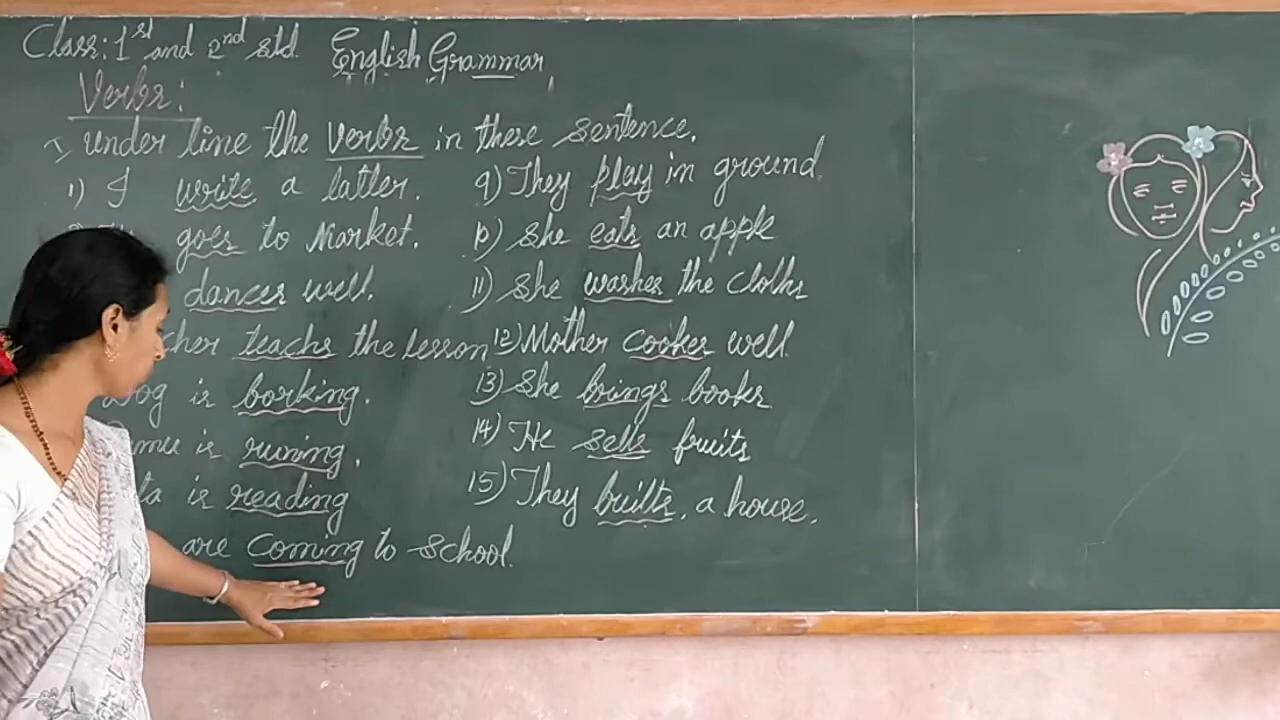 Class: 1st and 2nd std. English Grammar
Verbs:
I under line the verbs in these sentence.
1) I write a latter.
goes to Market.
dances well.
cher teachs the lesson
Dog is borking.
is runing.
is reading
are coming to School.
9) They play in ground.
10) She eats an apple
11) She washes the cloths
12) Mother cookes well.
13) She brings books
14) He sells fruits
15) They builts, a house.